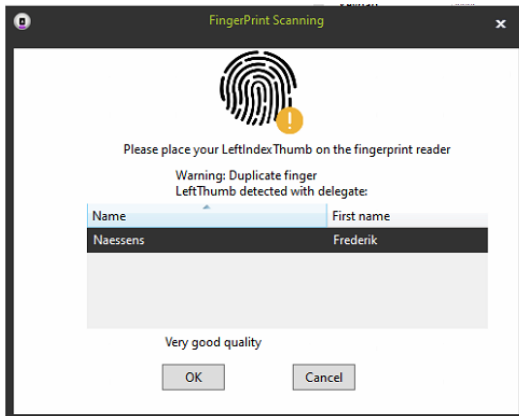 FingerPrint Scanning
Please place your LeftIndexThumb on the fingerprint reader
Warning: Duplicate finger
LeftThumb detected with delegate:
Name First name
Naessens Frederik
Very good quality
OK Cancel